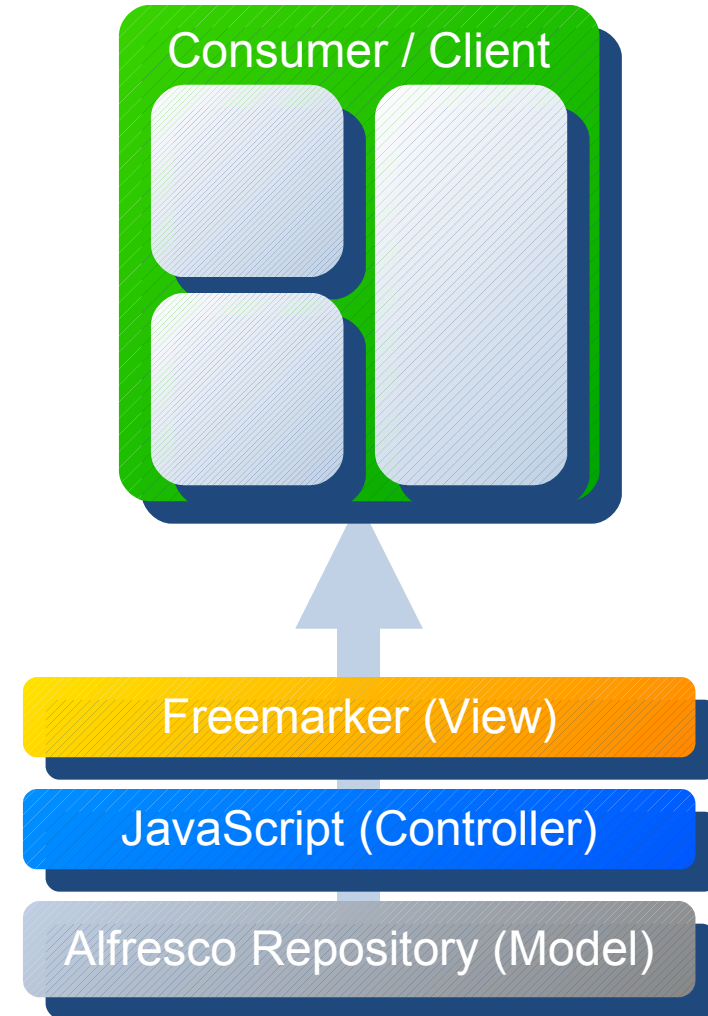 Consumer / Client
Freemarker (View)
JavaScript (Controller)
Alfresco Repository (Model)